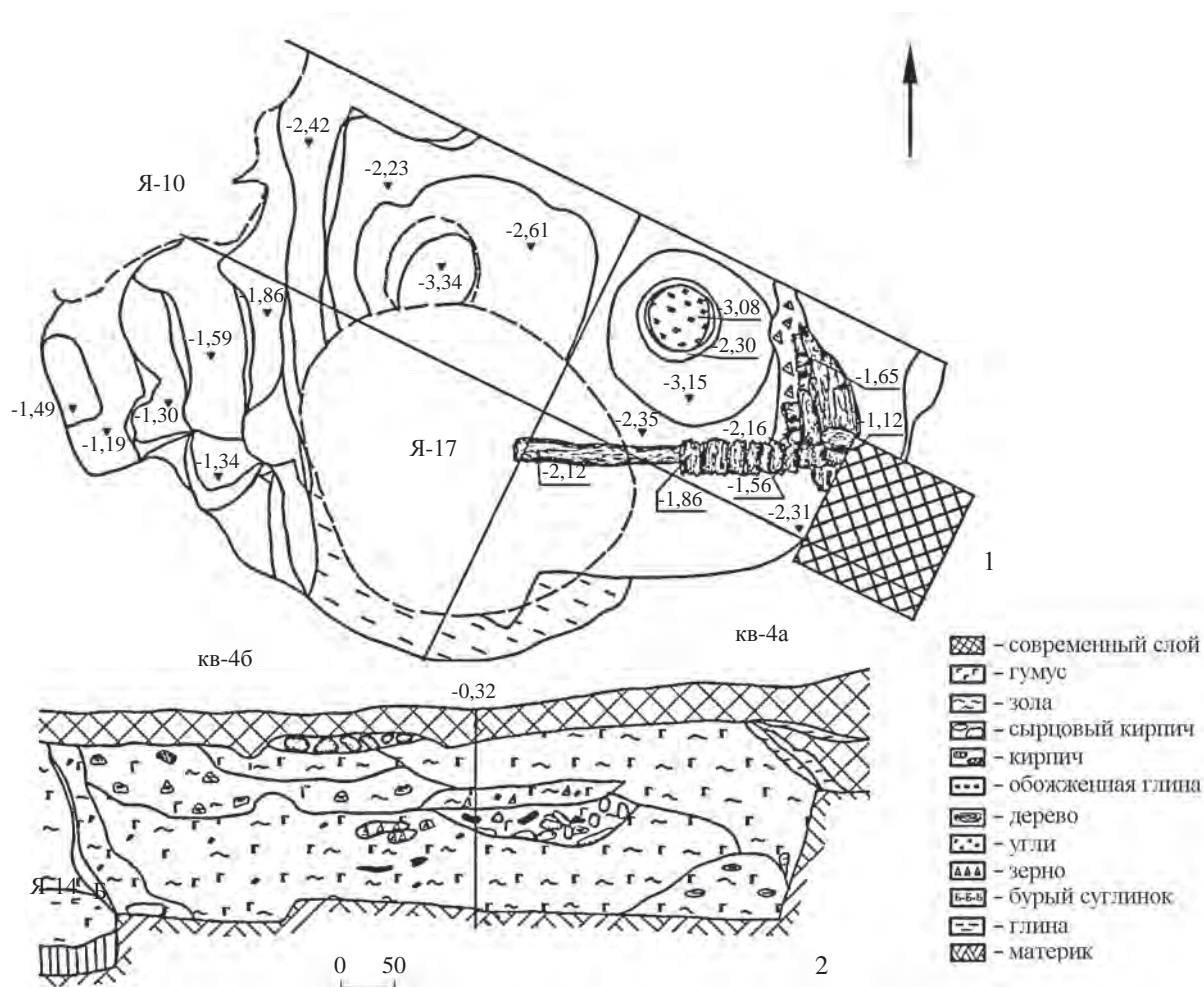 -2,42
-2,23
Я-10
-2,61
-3,34
-1,86
-3,08
-1,59
-2,30
-3,15
-1,65
-1,49
-1,30
-1,12
-1,19
Я-17
-2,35
-2,16
-1,34
-2,12
-1,86
-1,56
-2,31
1
кв-4б
кв-4а
-0,32
Я-14
Б
0 50
2
– современный слой
– гумус
– зола
– сырцовый кирпич
– кирпич
– обожженная глина
– дерево
– угли
– зерно
Б-Б-Б – бурый суглинок
– глина
– материк